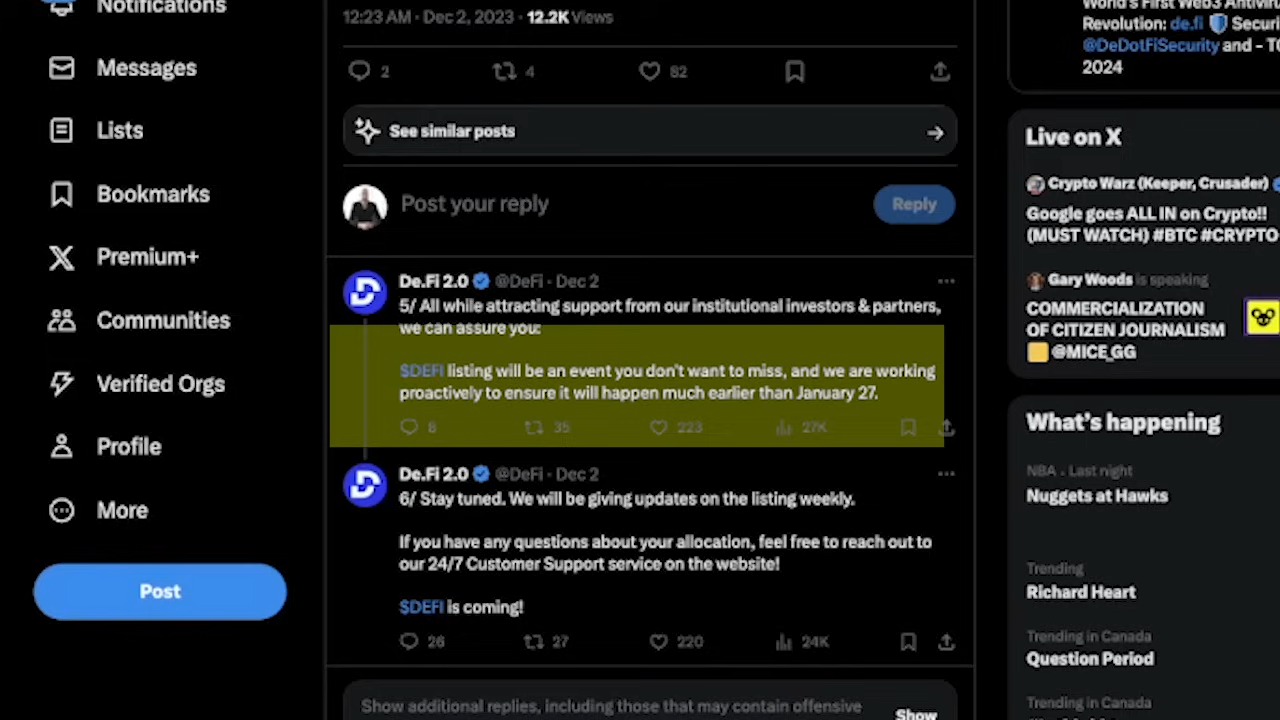 Notifications
Messages
Lists
Bookmarks
Premium+
Communities
Verified Orgs
Profile
More
Post
12:23 AM · Dec 2, 2023 · 12.2K Views
2 4 82
See similar posts
Post your reply
Reply
De.Fi 2.0 @DeFi · Dec 2
5/ All while attracting support from our institutional investors & partners,
we can assure you:
$DEFI listing will be an event you don't want to miss, and we are working
proactively to ensure it will happen much earlier than January 27.
8 35 223 27K
De.Fi 2.0 @DeFi · Dec 2
6/ Stay tuned. We will be giving updates on the listing weekly.
If you have any questions about your allocation, feel free to reach out to
our 24/7 Customer Support service on the website!
$DEFI is coming!
26 27 220 24K
Show additional replies, including those that may contain offensive
Show
World's First Web3 Antiviru
Revolution: de.fi Securi
@DeDotFiSecurity and - T
2024
Live on X
Crypto Warz (Keeper, Crusader)
Google goes ALL IN on Crypto!!
(MUST WATCH) #BTC #CRYPTO
Gary Woods is speaking
COMMERCIALIZATION
OF CITIZEN JOURNALISM
@MICE_GG
What's happening
NBA · Last night
Nuggets at Hawks
Trending
Richard Heart
Trending in Canada
Question Period
Trending in Canada